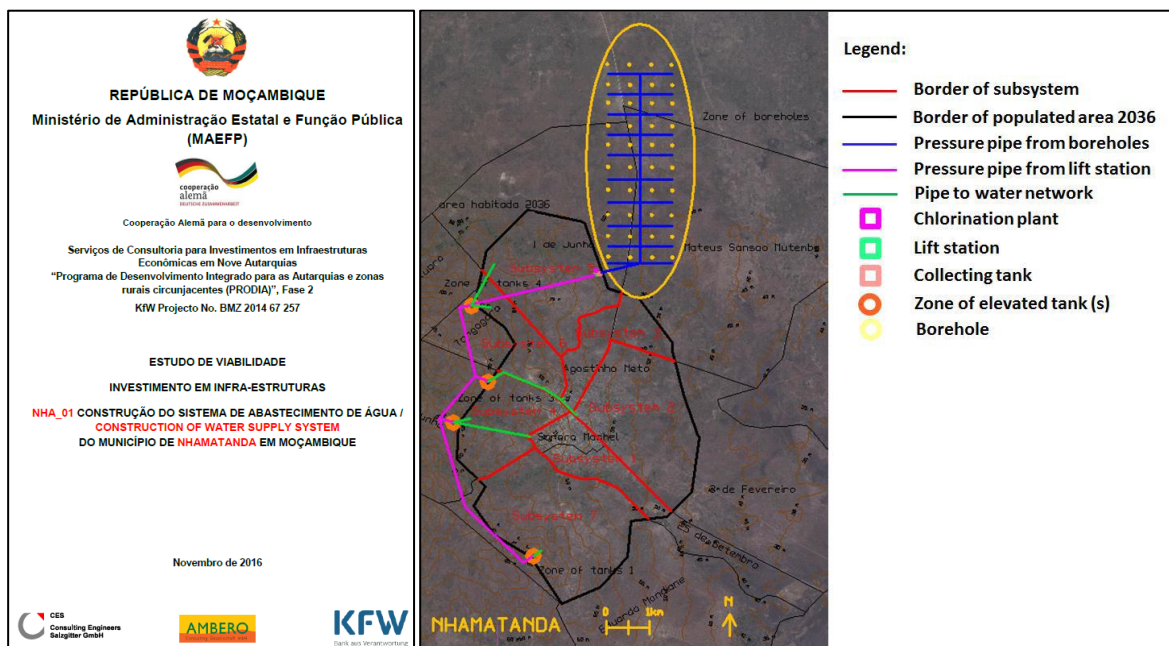 REPÚBLICA DE MOÇAMBIQUE
Ministério de Administração Estatal e Função Pública
(MAEFP)
cooperação
alemã
DEUTSCHE ZUSAMMENARBEIT
Cooperação Alemã para o desenvolvimento
Serviços de Consultoria para Investimentos em Infraestruturas
Económicas em Nove Autarquias
“Programa de Desenvolvimento Integrado para as Autarquias e zonas
rurais circunjacentes (PRODIA)”, Fase 2
KfW Projecto No. BMZ 2014 67 257
ESTUDO DE VIABILIDADE
INVESTIMENTO EM INFRA-ESTRUTURAS
NHA_01 CONSTRUÇÃO DO SISTEMA DE ABASTECIMENTO DE ÁGUA /
CONSTRUCTION OF WATER SUPPLY SYSTEM
DO MUNICÍPIO DE NHAMATANDA EM MOÇAMBIQUE
Novembro de 2016
CES
Consulting Engineers
Salzgitter GmbH
AMBERO
KFW
Bank aus Verantwortung
Zone of boreholes
area habitada 2036
1 de Junho
Mateus Sansao Mutemba
Subsystem
Zone of tanks 4
Subsystem
Subsystem
Agostinho Neto
Zone of tanks 3
Subsystem
Subsystem
Samora Machel
Subsystem 1
3 de Fevereiro
Subsystem
25 de Setembro
Zone of tanks 1
Eduardo Mondlane
0 1km
N
NHAMATANDA
Legend:
Border of subsystem
Border of populated area 2036
Pressure pipe from boreholes
Pressure pipe from lift station
Pipe to water network
Chlorination plant
Lift station
Collecting tank
Zone of elevated tank (s)
Borehole